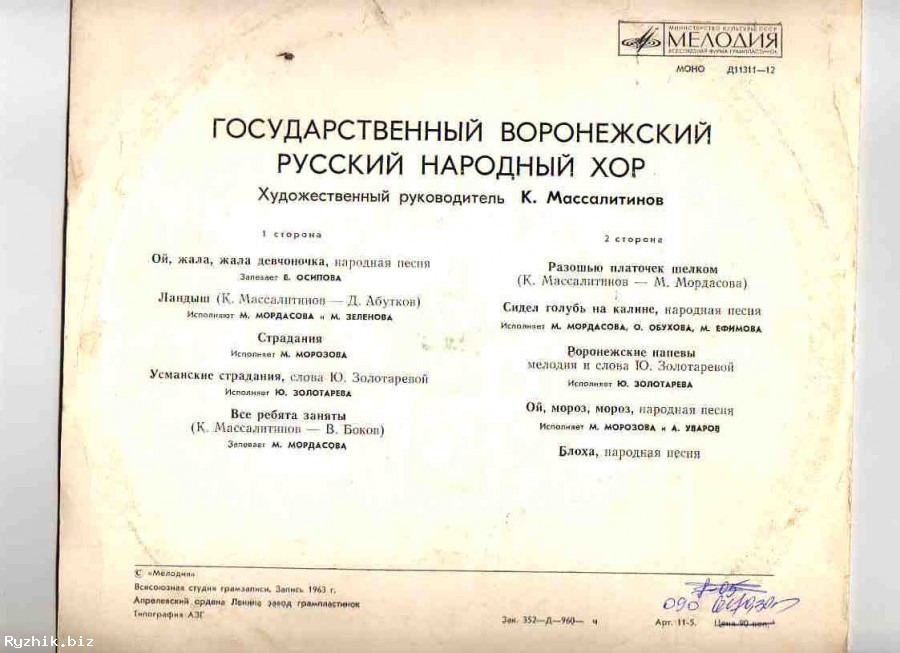 МИНИСТЕРСТВО КУЛЬТУРЫ СССР
МЕЛОДИЯ
ВСЕСОЮЗНАЯ ФИРМА ГРАМПЛАСТИНОК
МОНО Д11311—12
ГОСУДАРСТВЕННЫЙ ВОРОНЕЖСКИЙ
РУССКИЙ НАРОДНЫЙ ХОР
Художественный руководитель К. Массалитинов
1 сторона
Ой, жала, жала девчоночка, народная песня
Запевает Е. ОСИПОВА
Ландыш (К. Массалитинов — Д. Абутков)
Исполняют М. МОРДАСОВА и М. ЗЕЛЕНОВА
Страдания
Исполняет М. МОРОЗОВА
Усманские страдания, слова Ю. Золотаревой
Исполняет Ю. ЗОЛОТАРЕВА
Все ребята заняты
(К. Массалитинов — В. Боков)
Запевает М. МОРДАСОВА
2 сторона
Разошью платочек шелком
(К. Массалитинов — М. Мордасова)
Сидел голубь на калине, народная песня
Исполняют М. МОРДАСОВА, О. ОБУХОВА, М. ЕФИМОВА
Воронежские напевы
мелодия и слова Ю. Золотаревой
Исполняет Ю. ЗОЛОТАРЕВА
Ой, мороз, мороз, народная песня
Исполняют М. МОРОЗОВА и А. УВАРОВ
Блоха, народная песня
© «Мелодия»
Всесоюзная студия грамзаписи. Запись 1963 г.
Апрелевский ордена Ленина завод грампластинок
Типография АЗГ
Зак. 352—Д—960— ч
Арт. 11-5. Цена 90 коп.
090
Ryzhik.biz